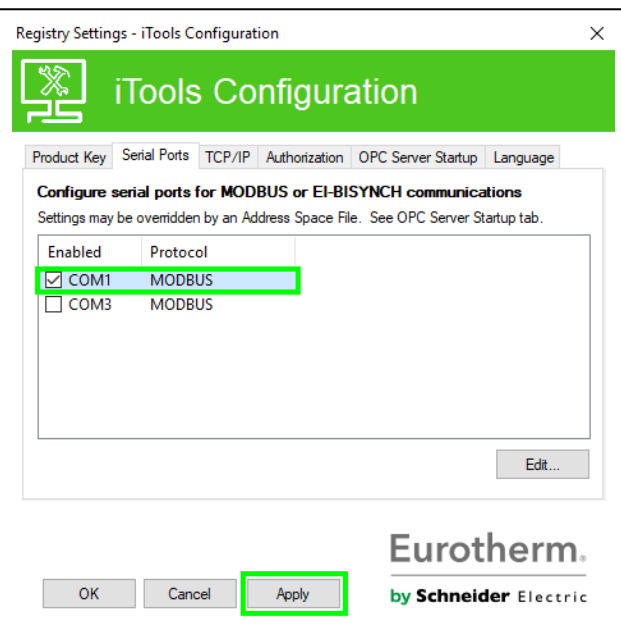 Registry Settings - iTools Configuration
iTools Configuration
Product Key Serial Ports TCP/IP Authorization OPC Server Startup Language
Configure serial ports for MODBUS or EI-BISYNCH communications
Settings may be overridden by an Address Space File. See OPC Server Startup tab.
Enabled Protocol
COM1 MODBUS
COM3 MODBUS
Edit...
Eurotherm®
by Schneider Electric
OK Cancel Apply